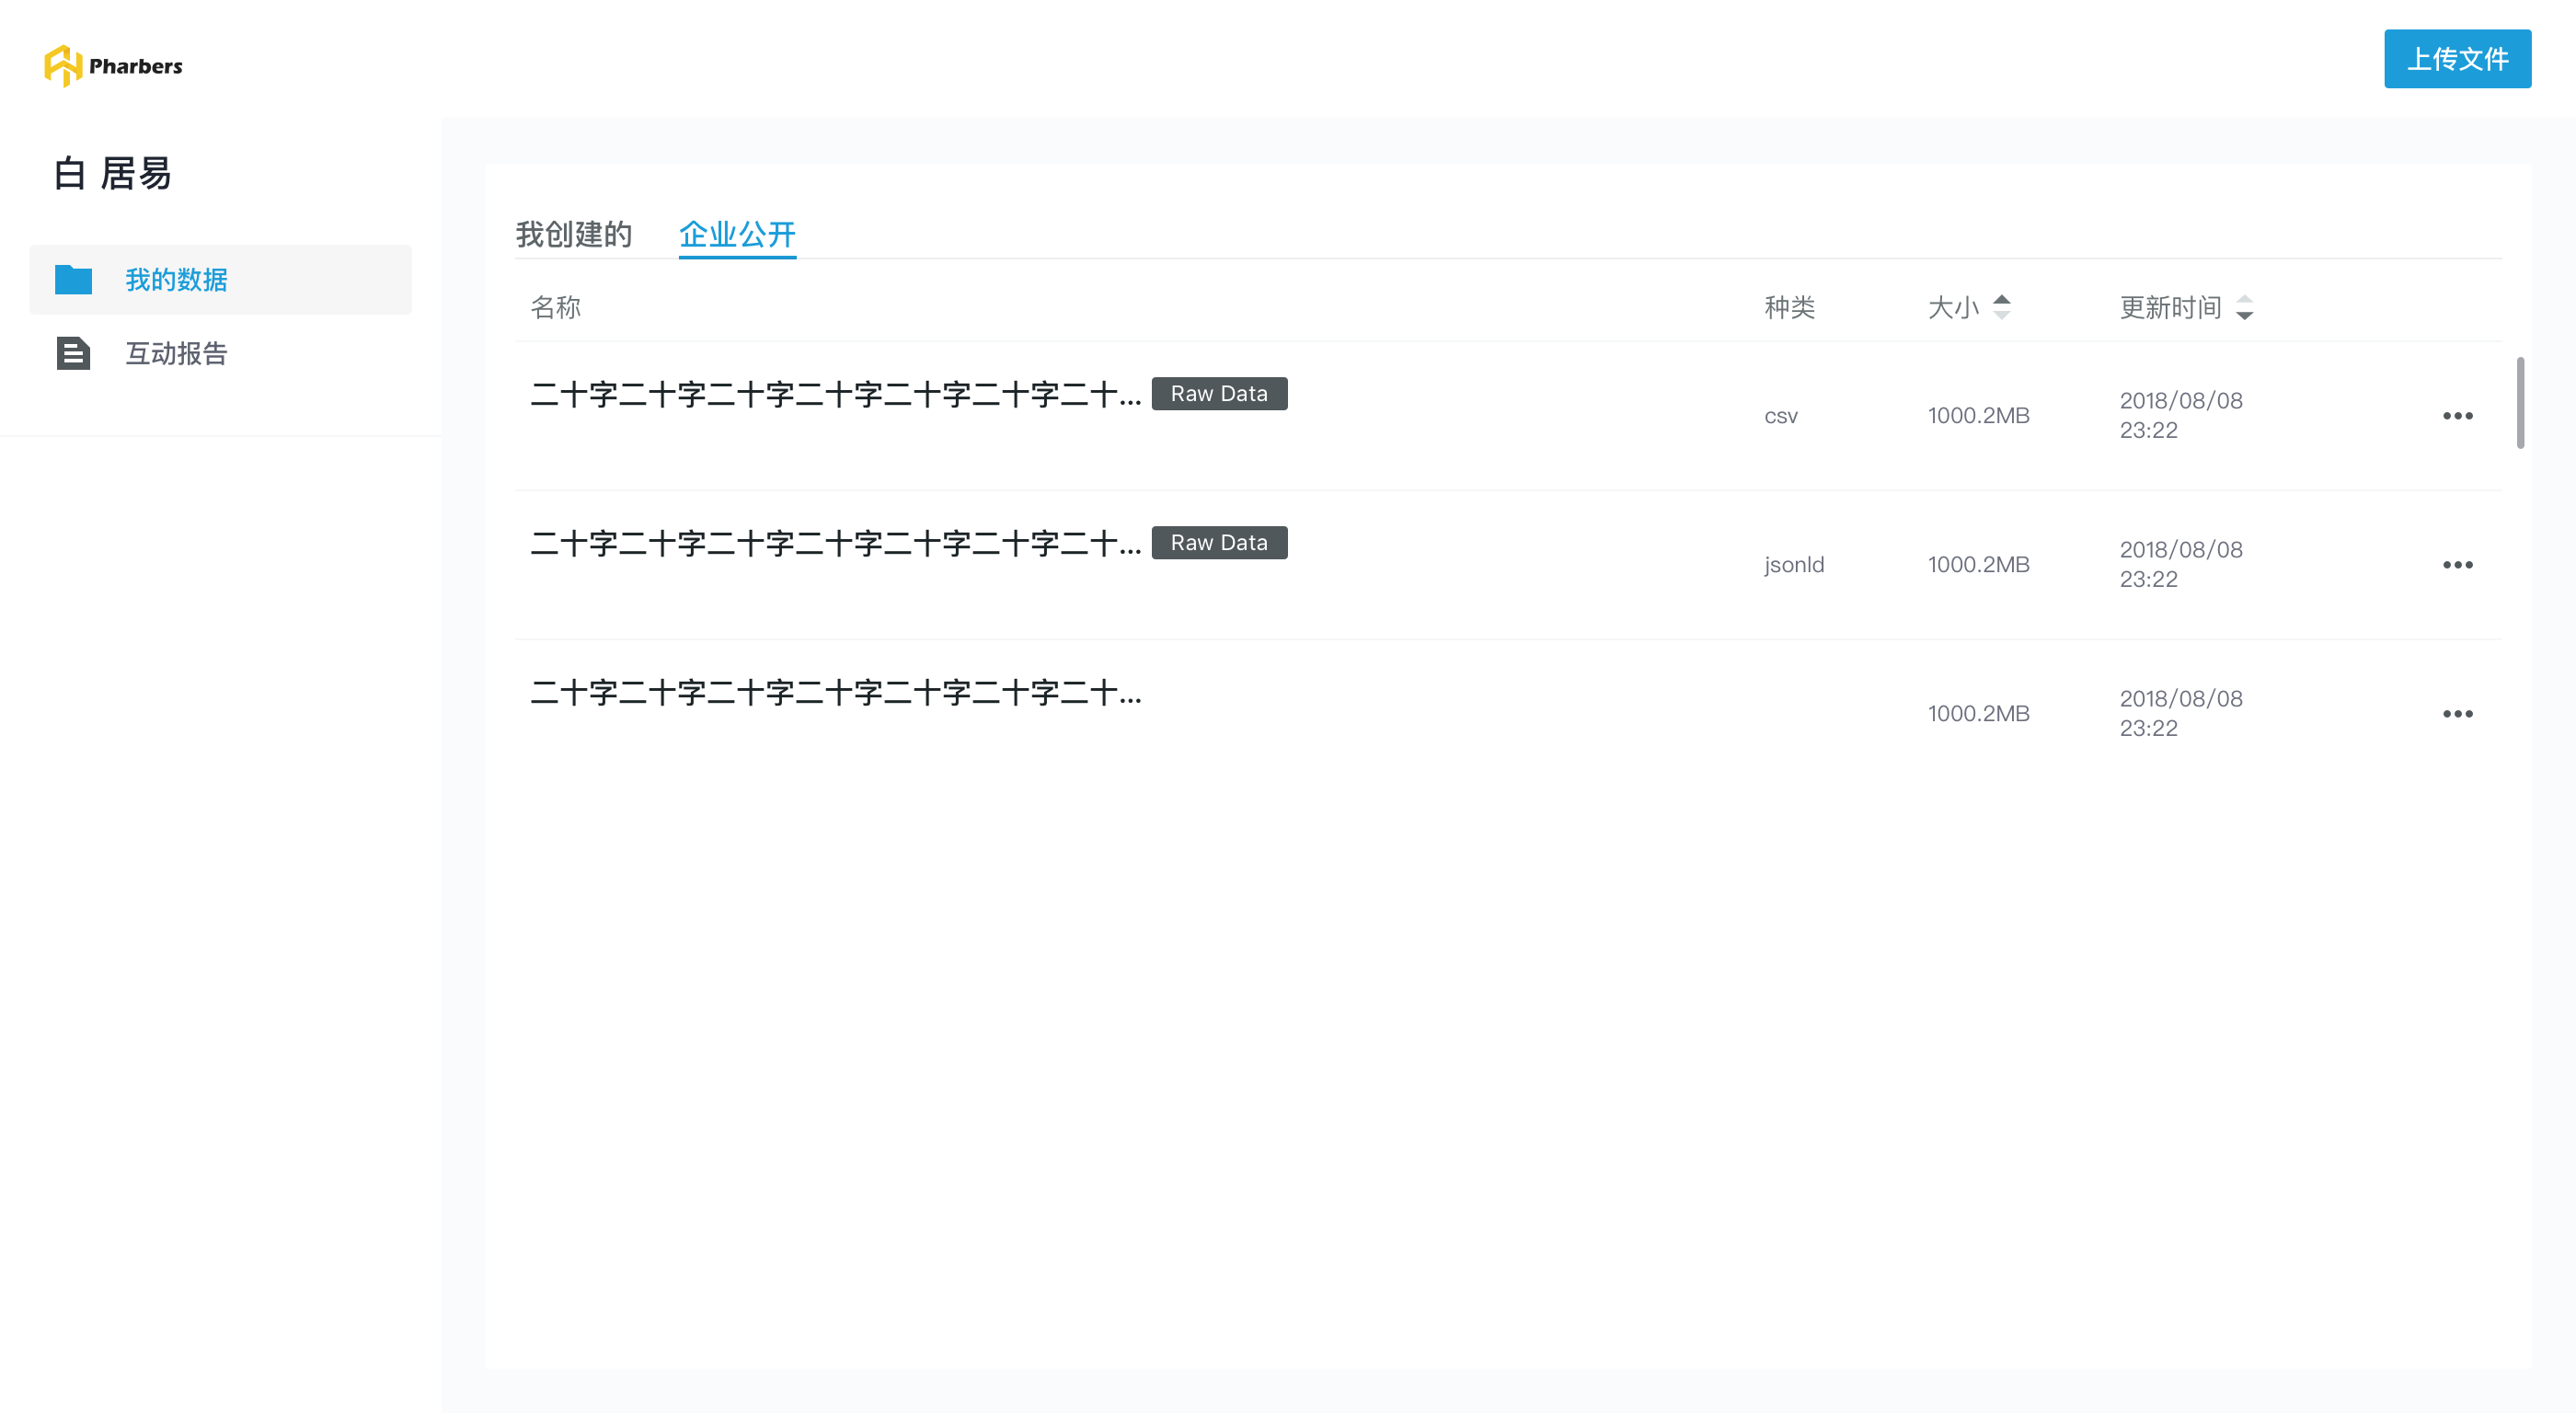 Pharbers
上传文件
白 居易
我的数据
互动报告
我创建的 企业公开
名称 种类 大小 更新时间
二十字二十字二十字二十字二十字二十字二十... Raw Data csv 1000.2MB 2018/08/08
23:22
二十字二十字二十字二十字二十字二十字二十... Raw Data jsonld 1000.2MB 2018/08/08
23:22
二十字二十字二十字二十字二十字二十字二十... 1000.2MB 2018/08/08
23:22